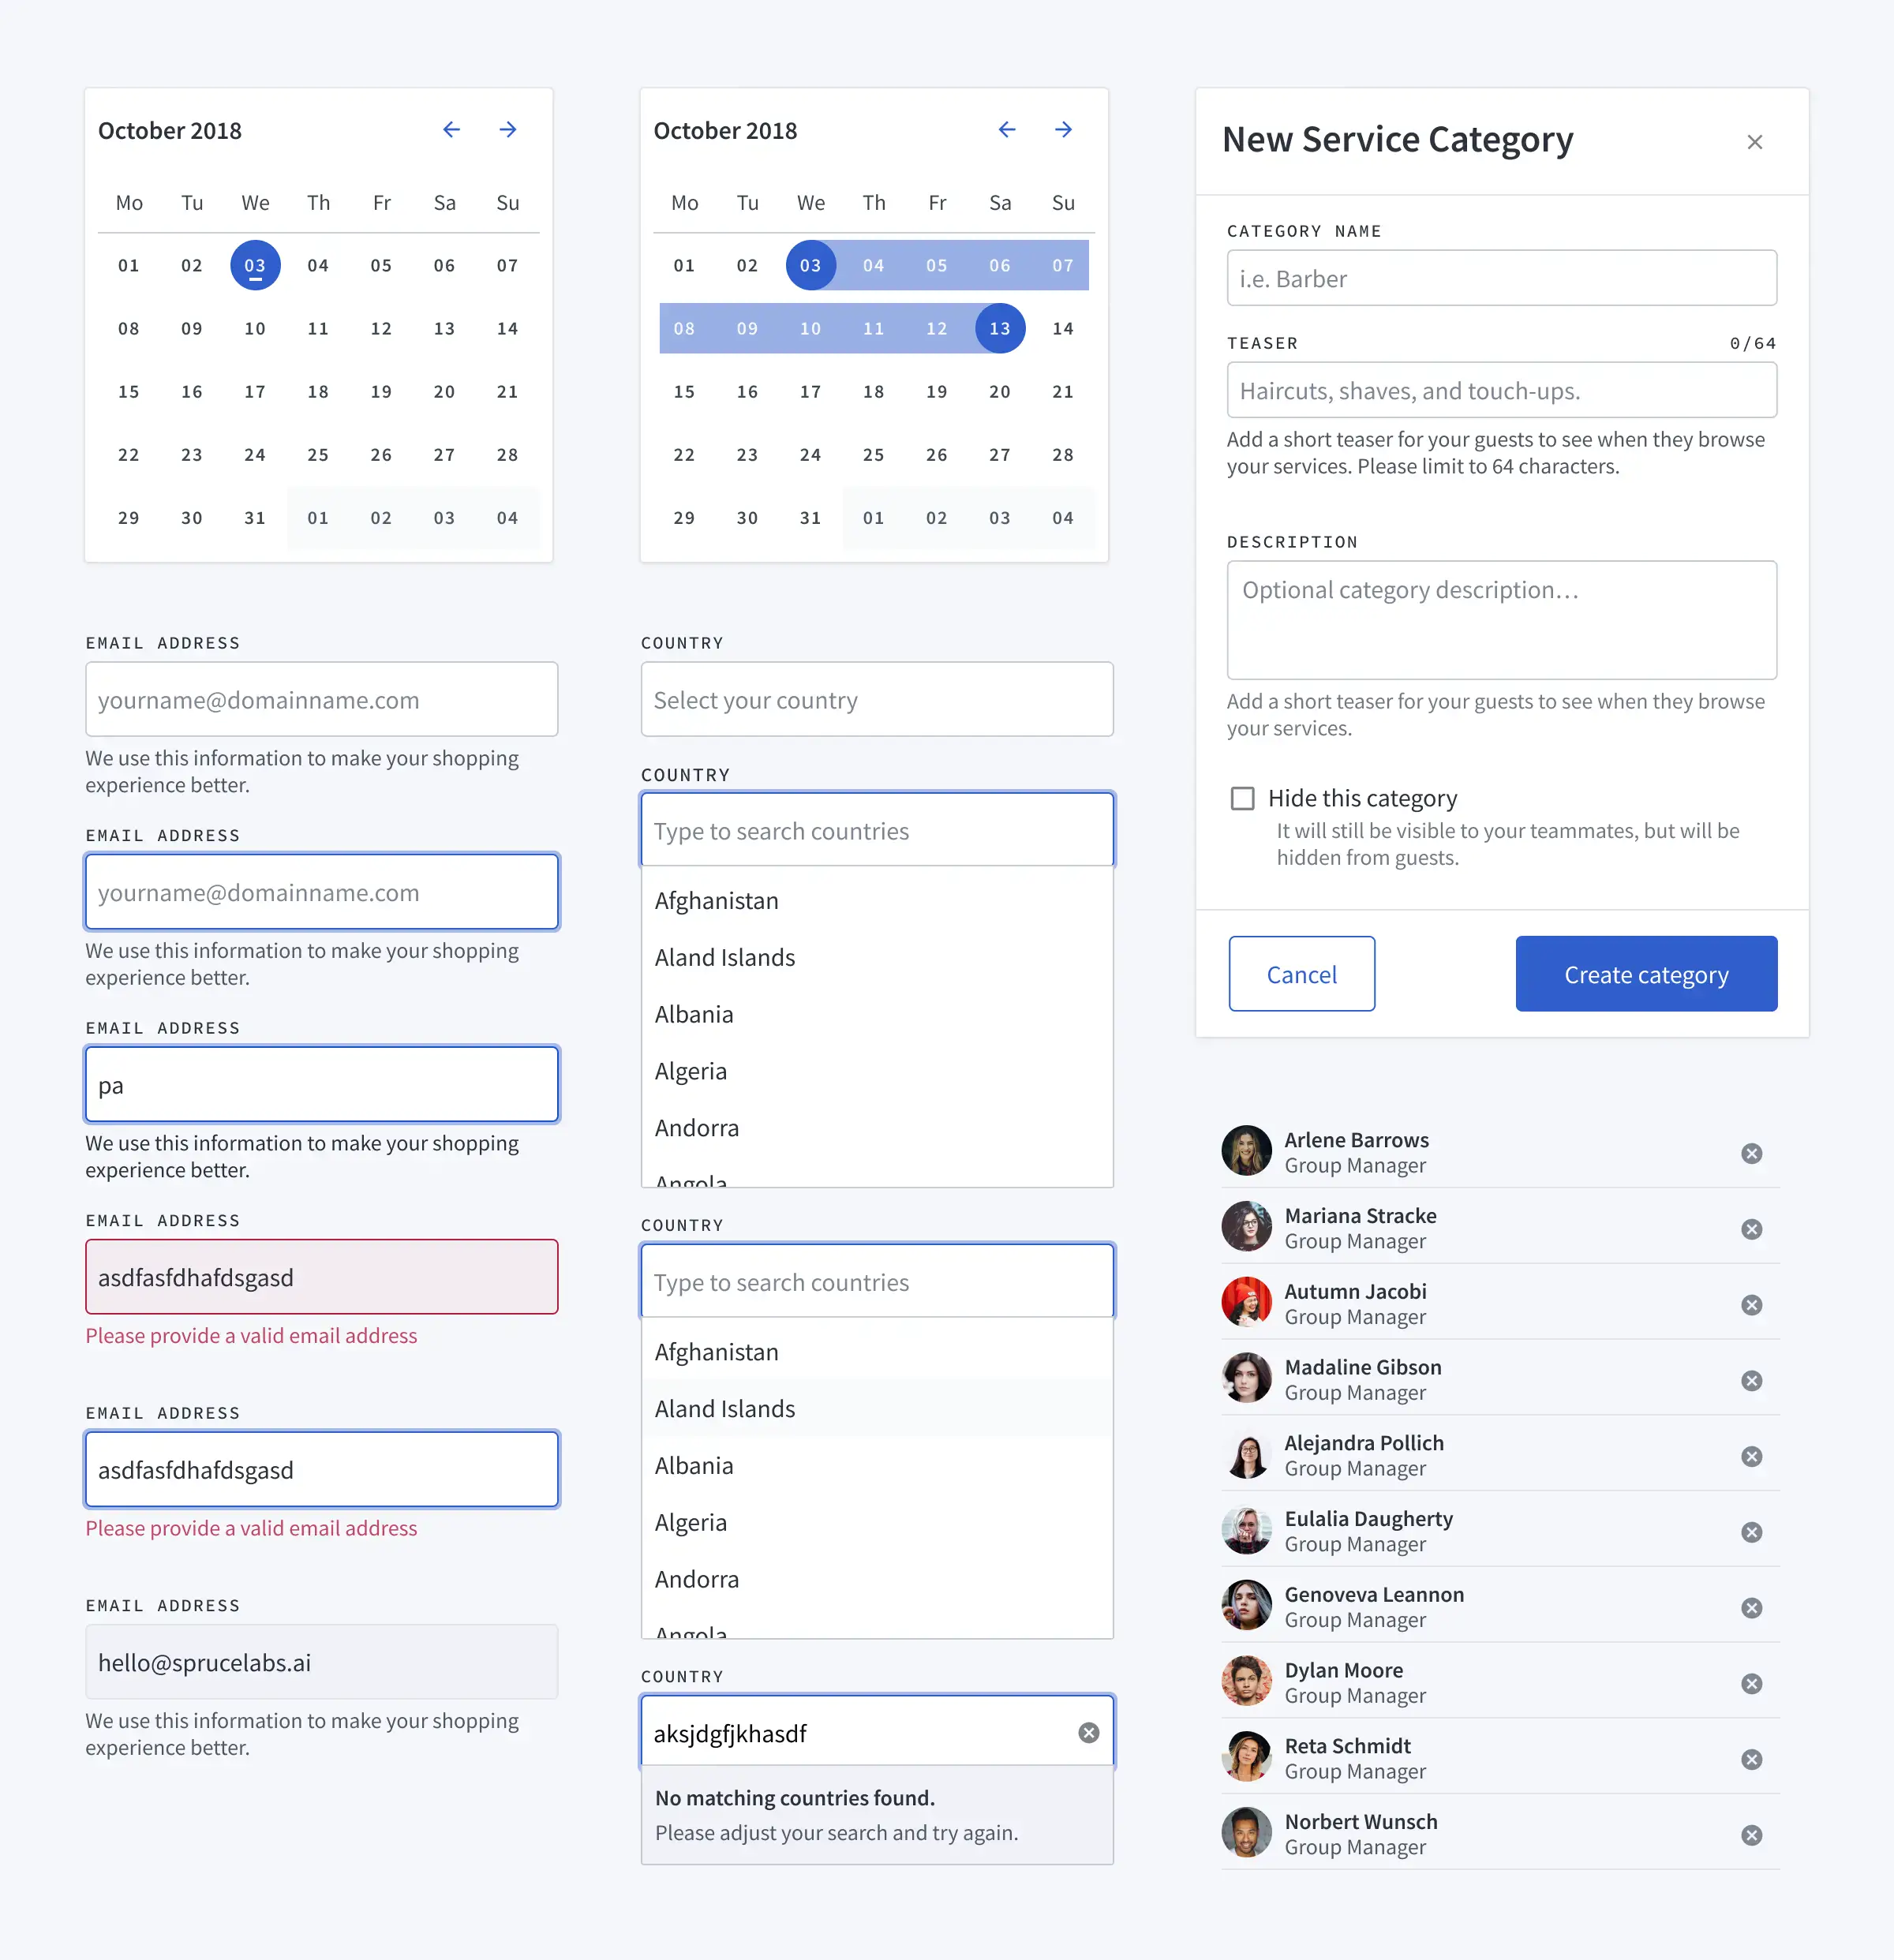 October 2018
Mo Tu We Th Fr Sa Su
01 02 03 04 05 06 07
08 09 10 11 12 13 14
15 16 17 18 19 20 21
22 23 24 25 26 27 28
29 30 31 01 02 03 04
EMAIL ADDRESS
yourname@domainname.com
We use this information to make your shopping
experience better.
EMAIL ADDRESS
yourname@domainname.com
We use this information to make your shopping
experience better.
EMAIL ADDRESS
pa
We use this information to make your shopping
experience better.
EMAIL ADDRESS
asdfasfdhafdsgasd
Please provide a valid email address
EMAIL ADDRESS
asdfasfdhafdsgasd
Please provide a valid email address
EMAIL ADDRESS
hello@sprucelabs.ai
We use this information to make your shopping
experience better.
October 2018
Mo Tu We Th Fr Sa Su
01 02 03 04 05 06 07
08 09 10 11 12 13 14
15 16 17 18 19 20 21
22 23 24 25 26 27 28
29 30 31 01 02 03 04
COUNTRY
Select your country
COUNTRY
Type to search countries
Afghanistan
Aland Islands
Albania
Algeria
Andorra
Angola
COUNTRY
Type to search countries
Afghanistan
Aland Islands
Albania
Algeria
Andorra
Angola
COUNTRY
aksjdgfjkhasdf
No matching countries found.
Please adjust your search and try again.
New Service Category
CATEGORY NAME
i.e. Barber
TEASER 0/64
Haircuts, shaves, and touch-ups.
Add a short teaser for your guests to see when they browse
your services. Please limit to 64 characters.
DESCRIPTION
Optional category description…
Add a short teaser for your guests to see when they browse
your services.
Hide this category
It will still be visible to your teammates, but will be
hidden from guests.
Cancel Create category
Arlene Barrows
Group Manager
Mariana Stracke
Group Manager
Autumn Jacobi
Group Manager
Madaline Gibson
Group Manager
Alejandra Pollich
Group Manager
Eulalia Daugherty
Group Manager
Genoveva Leannon
Group Manager
Dylan Moore
Group Manager
Reta Schmidt
Group Manager
Norbert Wunsch
Group Manager